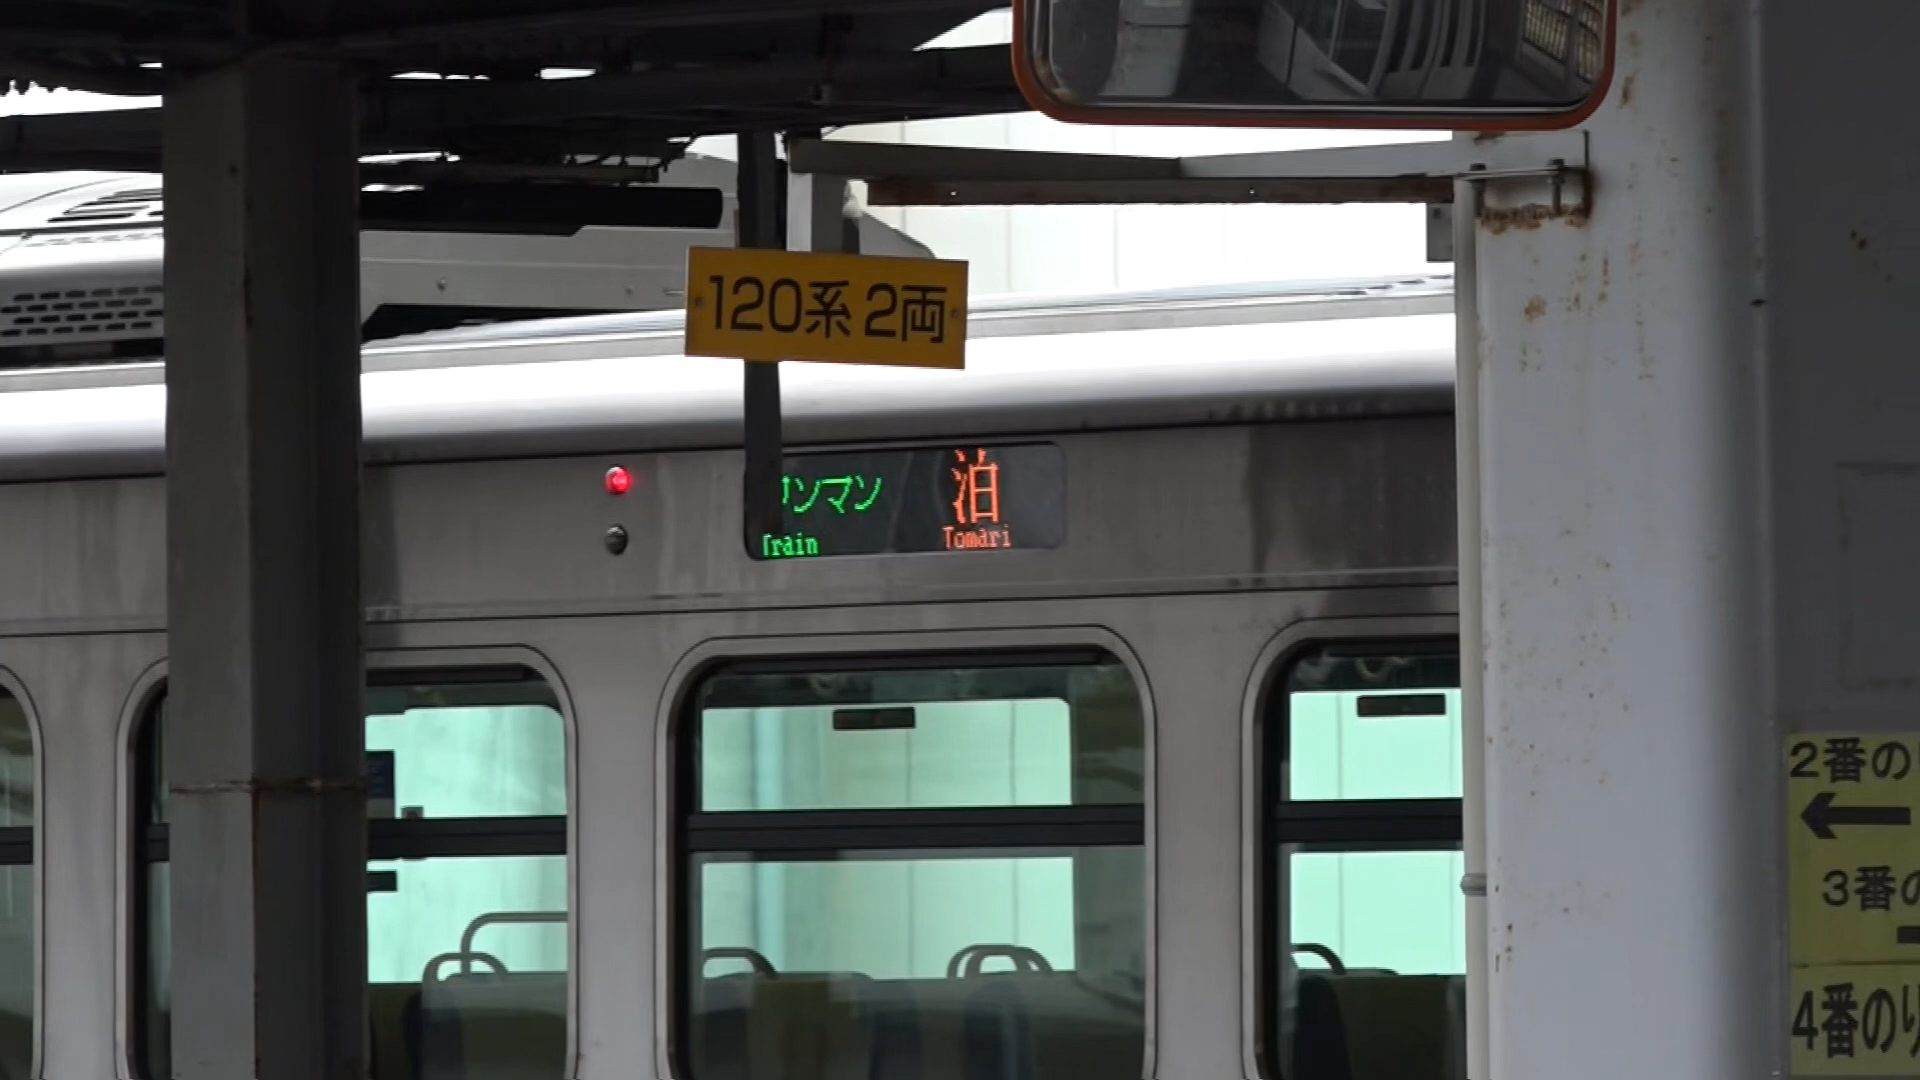 120系 2両
ンマン
泊
Train
Tomari
2番の
3番の
4番のり